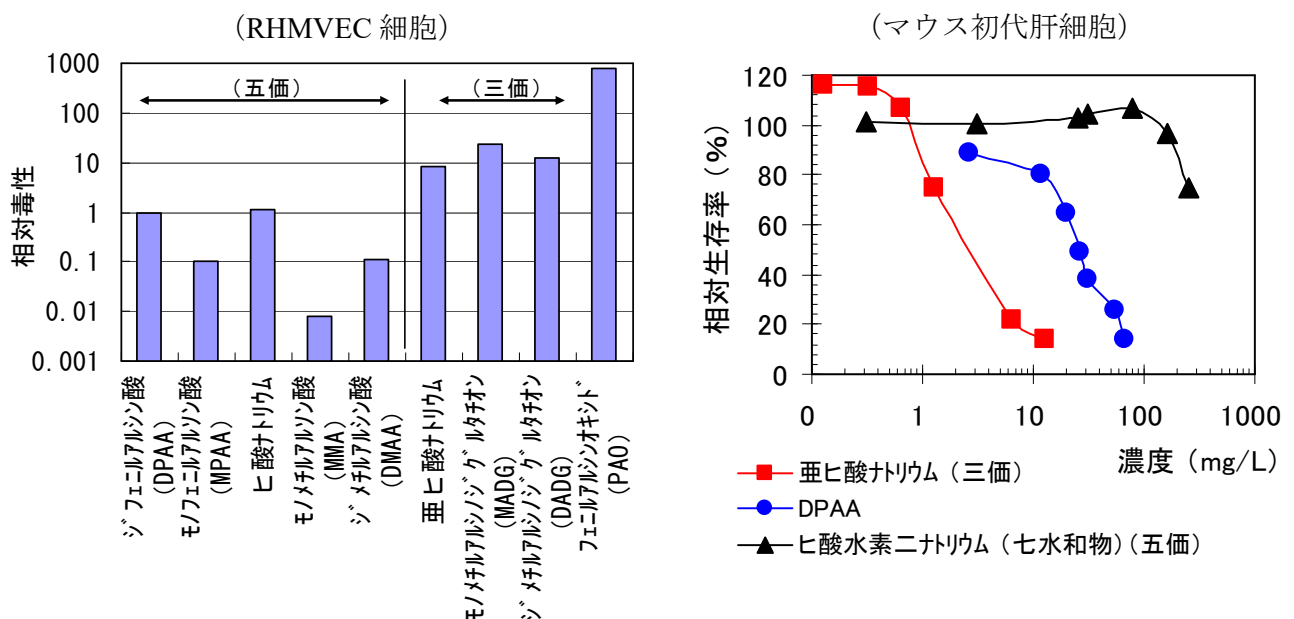 (RHMVEC 細胞)
1000
100
10
1
0.1
0.01
0.001
相対毒性
(五価)
(三価)
ジフェニルアルシン酸
(DPAA)
モノフェニルアルソン酸
(MPAA)
ヒ酸ナトリウム
モノメチルアルソン酸
(MMA)
ジメチルアルシン酸
(DMAA)
亜ヒ酸ナトリウム
モノメチルアルシノジグルタチオン
(MADG)
ジメチルアルシノジグルタチオン
(DADG)
フェニルアルシンオキシド
(PAO)
(マウス初代肝細胞)
120
100
80
60
40
20
0
相対生存率(%)
0 1 10 100 1000
濃度(mg/L)
亜ヒ酸ナトリウム(三価)
DPAA
ヒ酸水素二ナトリウム(七水和物)(五価)